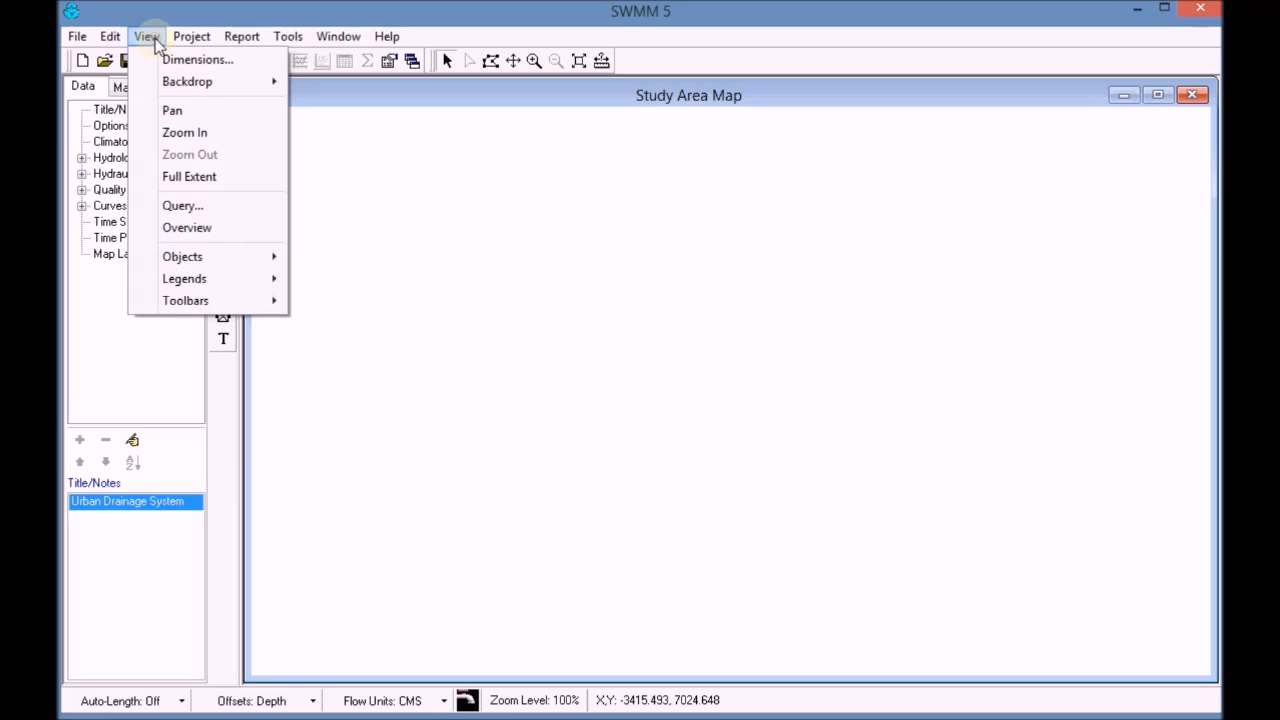 SWMM 5
File Edit View Project Report Tools Window Help
Data Ma
Study Area Map
Dimensions...
Backdrop
Pan
Zoom In
Zoom Out
Full Extent
Query...
Overview
Objects
Legends
Toolbars
Title/N
Options
Climato
Hydrolo
Hydrau
Quality
Curves
Time S
Time P
Map La
T
Title/Notes
Urban Drainage System
Auto-Length: Off Offsets: Depth Flow Units: CMS Zoom Level: 100% X,Y: -3415.493, 7024.648